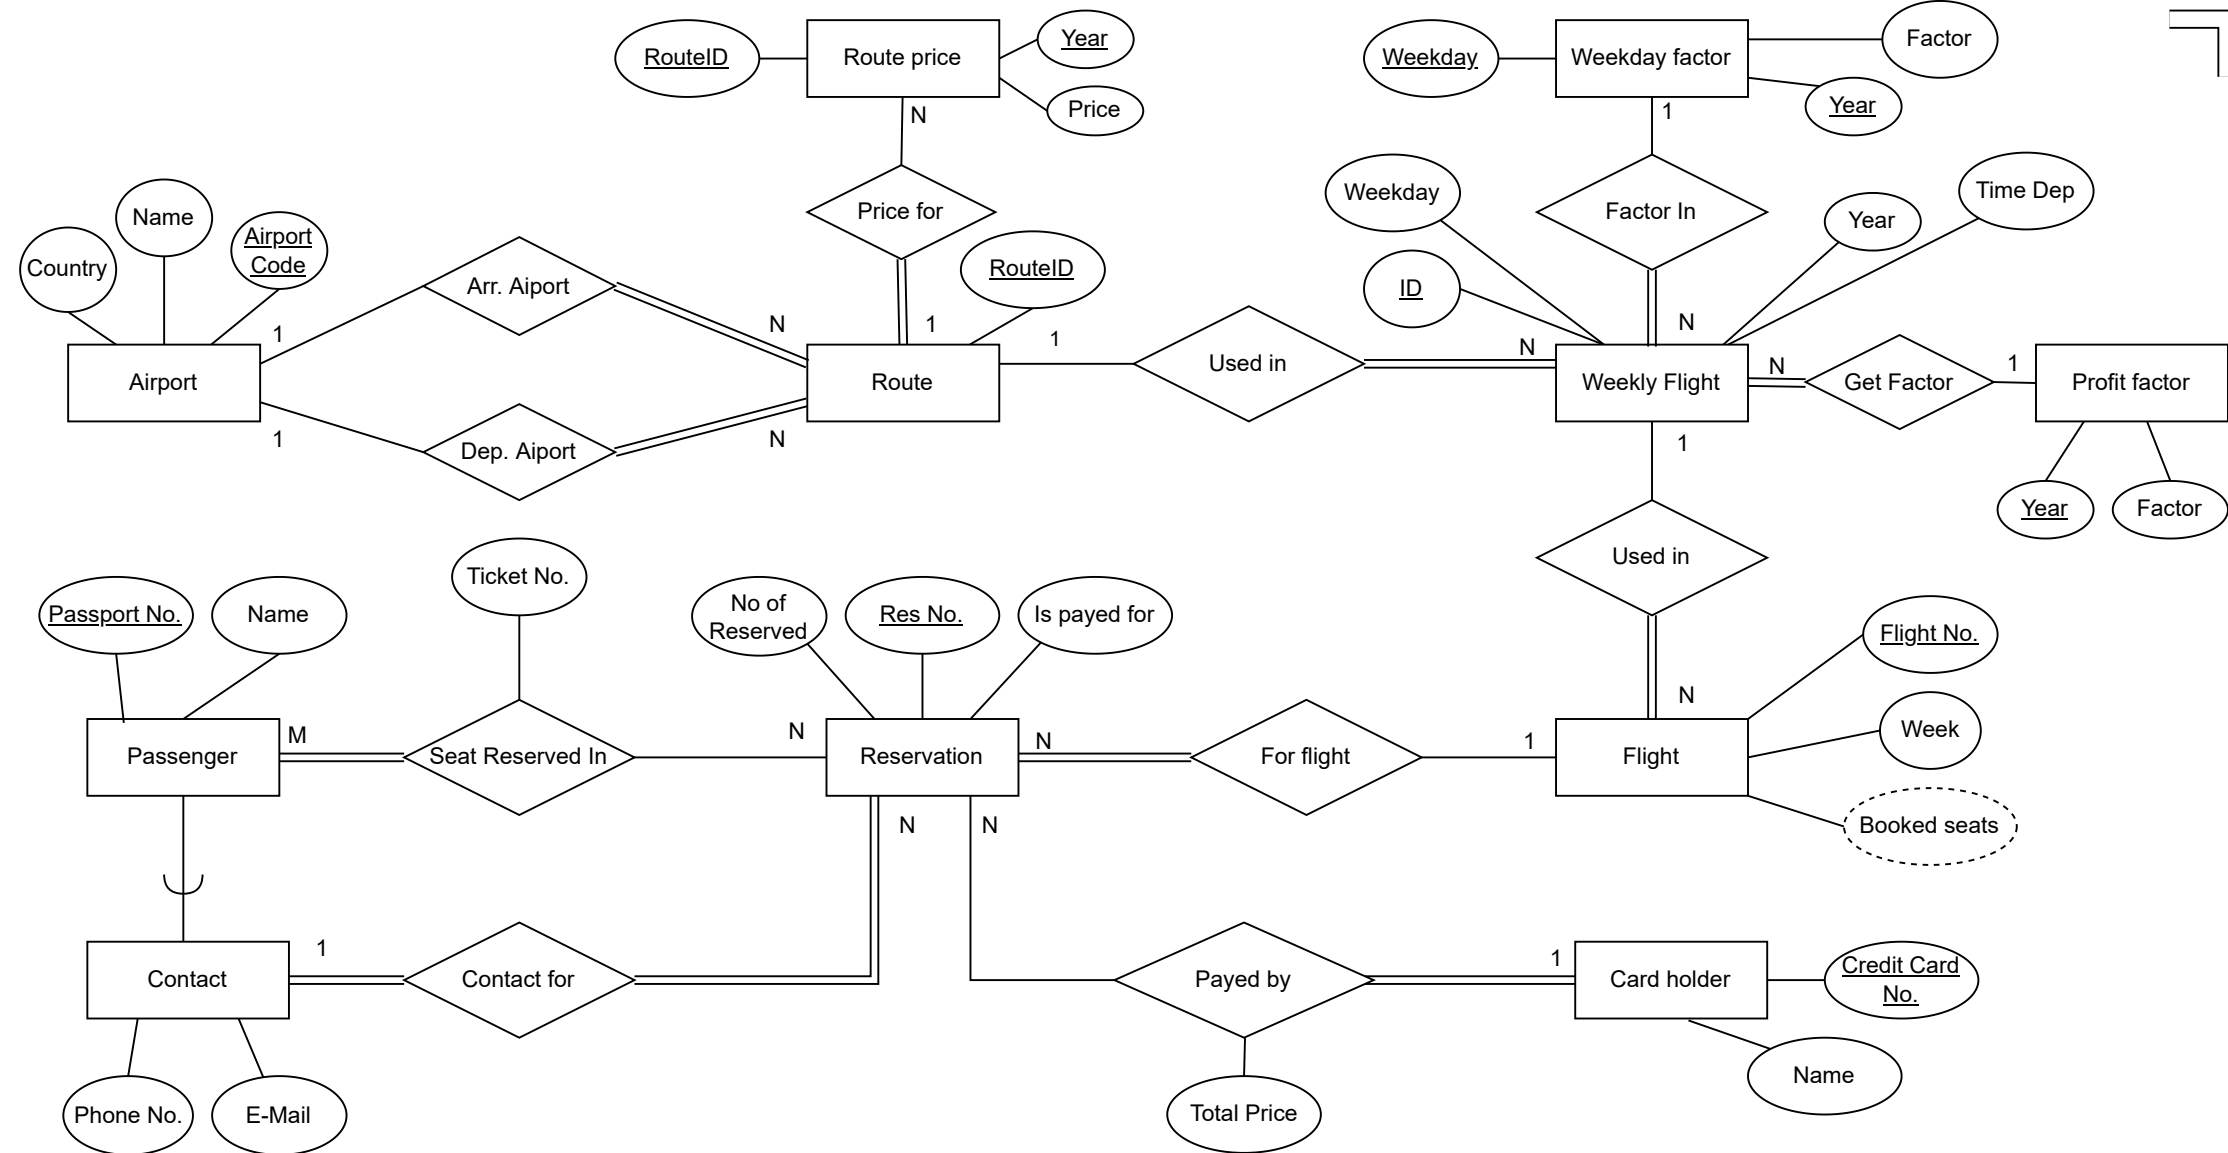 RouteID
Route price
Year
Price
N
Weekday
Weekday factor
Factor
Year
1
Price for
Weekday
Factor In
Year
Time Dep
Country
Name
Airport
Code
Arr. Aiport
RouteID
ID
1
N
1
1
N
N
Airport
Route
Used in
Weekly Flight
N
Get Factor
1
Profit factor
1
Dep. Aiport
N
1
Year
Factor
Used in
Passport No.
Name
Ticket No.
No of
Reserved
Res No.
Is payed for
Flight No.
N
Passenger
M
Seat Reserved In
N
Reservation
N
For flight
1
Flight
Week
Booked seats
N
N
Contact
1
Contact for
Payed by
1
Card holder
Credit Card
No.
Name
Phone No.
E-Mail
Total Price